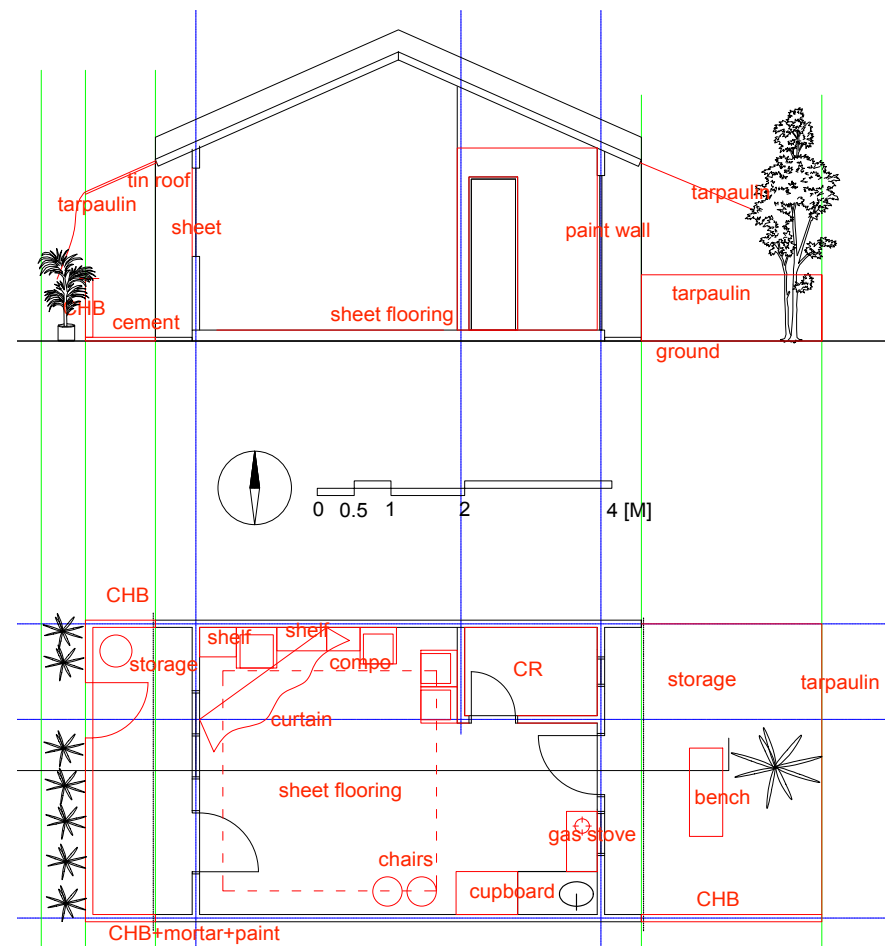 tin roof
tarpaulin
tarpaulin
sheet
paint wall
tarpaulin
CHB
sheet flooring
cement
ground
0 0.5 1 2 4 [M]
CHB
shelf
shelf
storage
compo
CR
storage
tarpaulin
curtain
sheet flooring
bench
gas stove
chairs
cupboard
CHB
CHB+mortar+paint